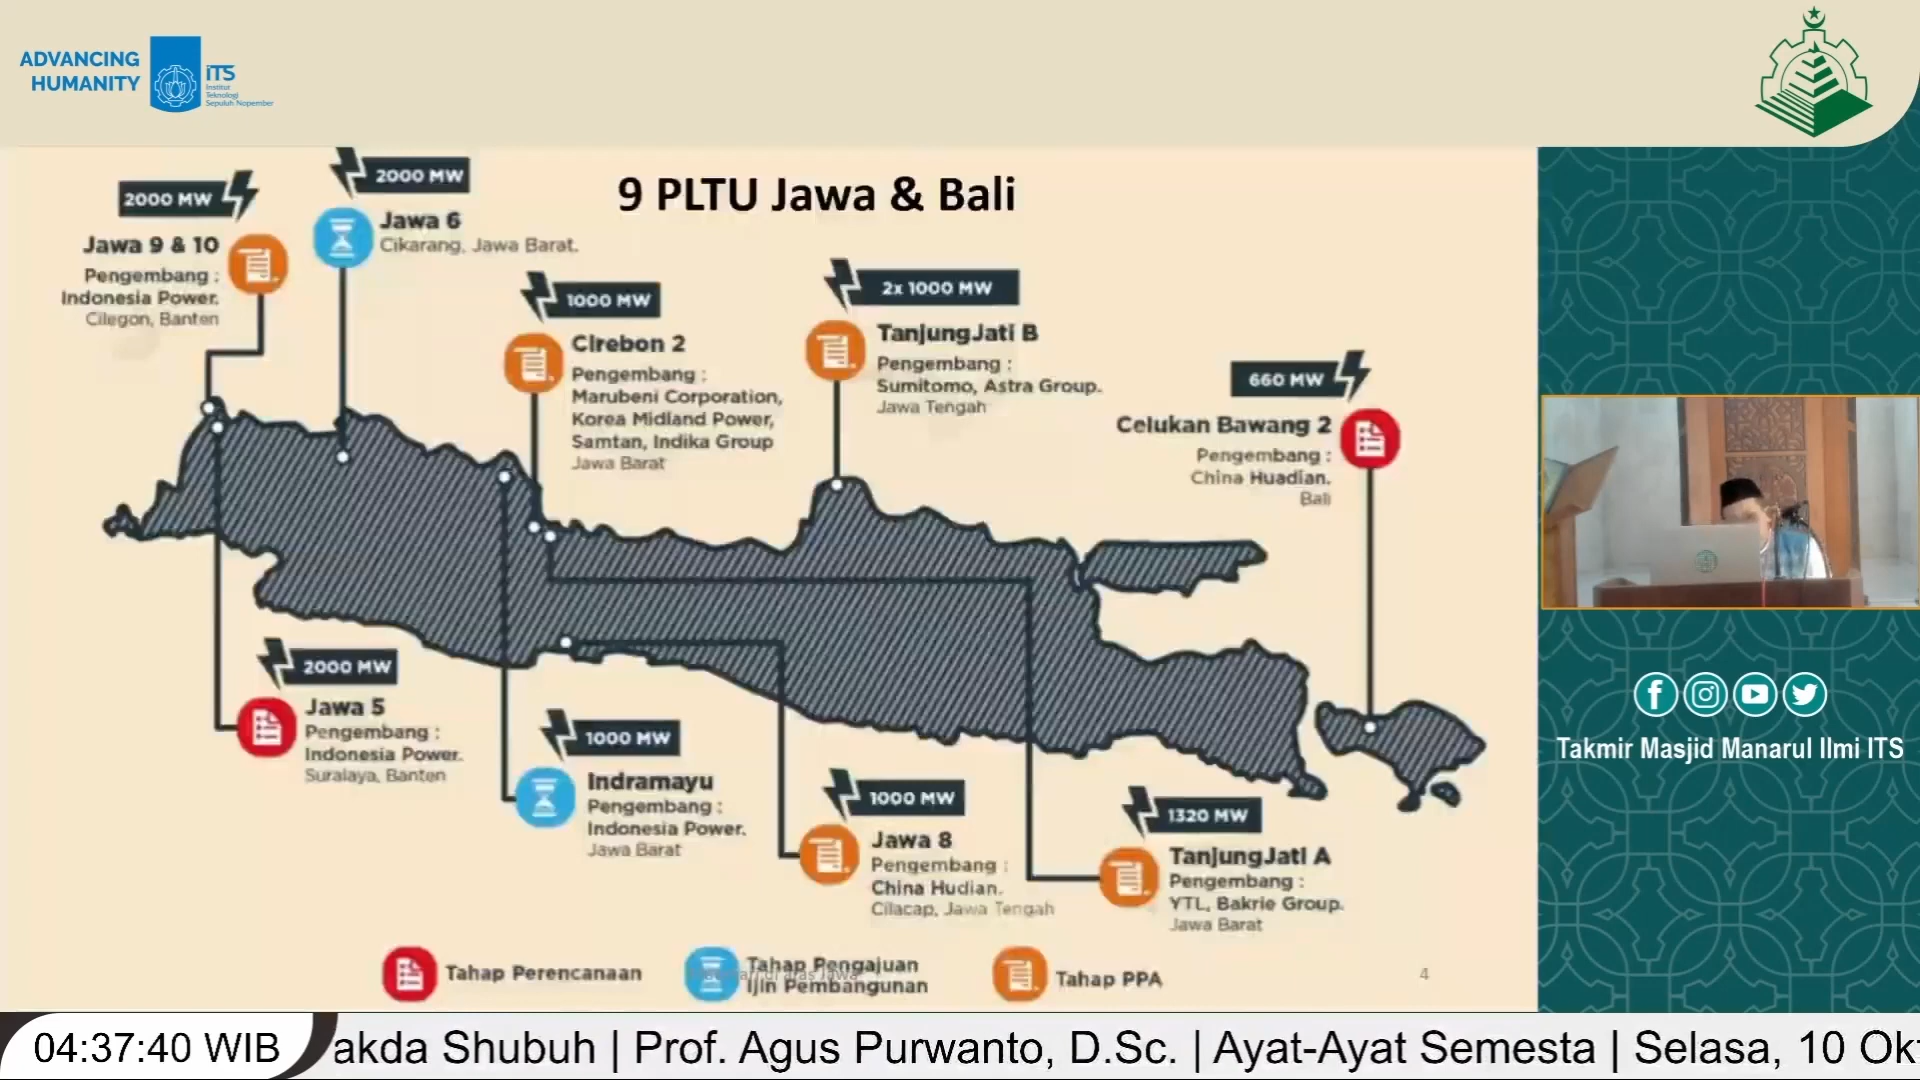 ADVANCING
HUMANITY
iTS
Institut
Teknologi
Sepuluh Nopember
9 PLTU Jawa & Bali
2000 MW
Jawa 9 & 10
Pengembang :
Indonesia Power.
Cilegon, Banten
2000 MW
Jawa 6
Cikarang, Jawa Barat.
1000 MW
Cirebon 2
Pengembang :
Marubeni Corporation,
Korea Midland Power,
Samtan, Indika Group
Jawa Barat
2x 1000 MW
TanjungJati B
Pengembang :
Sumitomo, Astra Group.
Jawa Tengah
660 MW
Celukan Bawang 2
Pengembang :
China Huadian.
Bali
2000 MW
Jawa 5
Pengembang :
Indonesia Power.
Suralaya, Banten
1000 MW
Indramayu
Pengembang :
Indonesia Power.
Jawa Barat
1000 MW
Jawa 8
Pengembang :
China Hudian.
Cilacap, Jawa Tengah
1320 MW
TanjungJati A
Pengembang :
YTL, Bakrie Group.
Jawa Barat
Tahap Perencanaan
Tahap Pengajuan
Ijin Pembangunan
Tahap PPA
4
Takmir Masjid Manarul Ilmi ITS
04:37:40 WIB
akda Shubuh | Prof. Agus Purwanto, D.Sc. | Ayat-Ayat Semesta | Selasa, 10 Ok